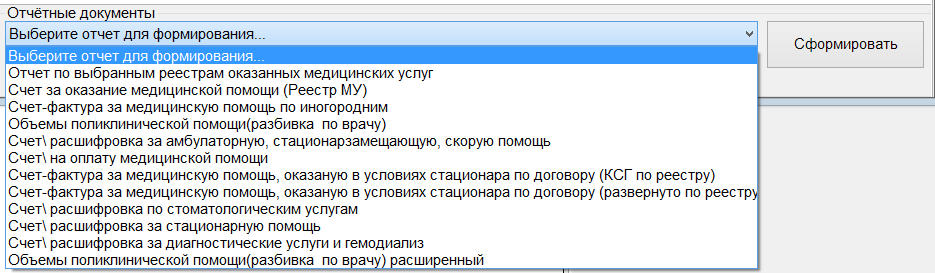 Отчётные документы
Выберите отчет для формирования...
Сформировать
Выберите отчет для формирования...
Отчет по выбранным реестрам оказанных медицинских услуг
Счет за оказание медицинской помощи (Реестр МУ)
Счет-фактура за медицинскую помощь по иногородним
Объемы поликлинической помощи(разбивка  по врачу)
Счет\ расшифровка за амбулаторную, стационарзамещающую, скорую помощь
Счет\ на оплату медицинской помощи
Счет-фактура за медицинскую помощь, оказаную в условиях стационара по договору (КСГ по реестру)
Счет-фактура за медицинскую помощь, оказаную в условиях стационара по договору (развернуто по реестру
Счет\ расшифровка по стоматологическим услугам
Счет\ расшифровка за стационарную помощь
Счет\ расшифровка за диагностические услуги и гемодиализ
Объемы поликлинической помощи(разбивка  по врачу) расширенный